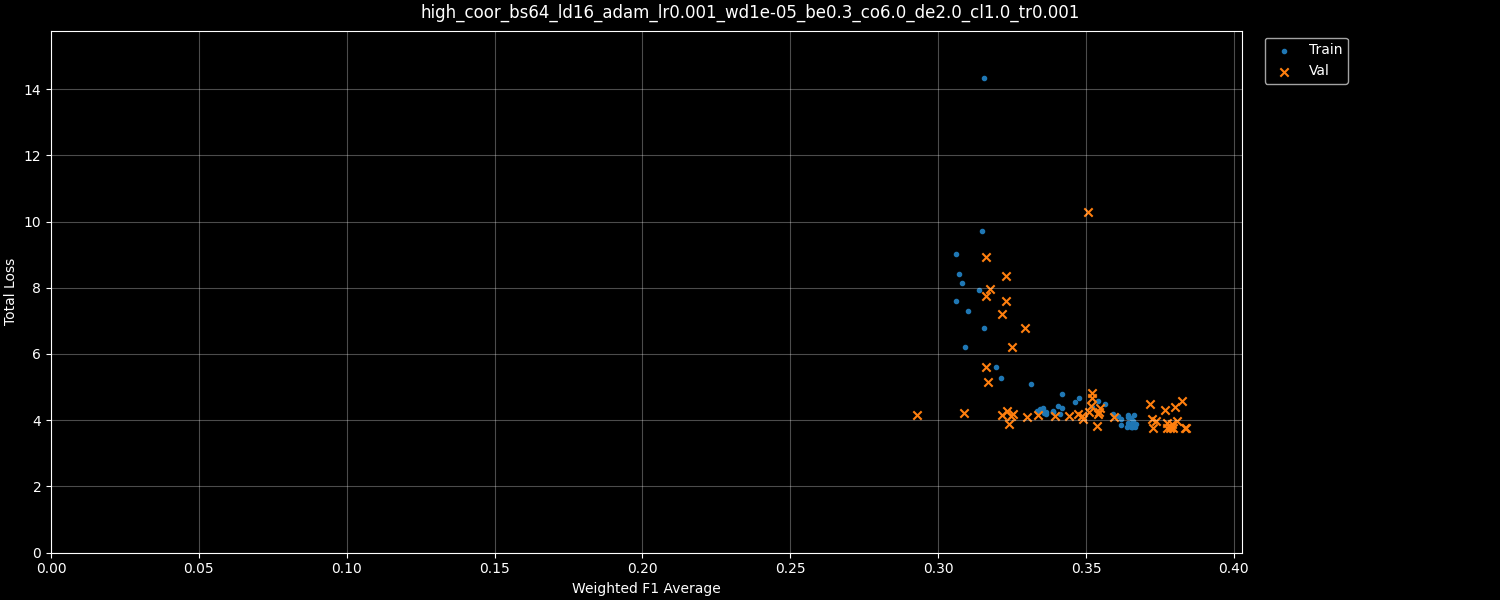 high_coor_bs64_ld16_adam_lr0.001_wd1e-05_be0.3_co6.0_de2.0_cl1.0_tr0.001
Train
Val
Total Loss
14
12
10
8
6
4
2
0
0.00 0.05 0.10 0.15 0.20 0.25 0.30 0.35 0.40
Weighted F1 Average